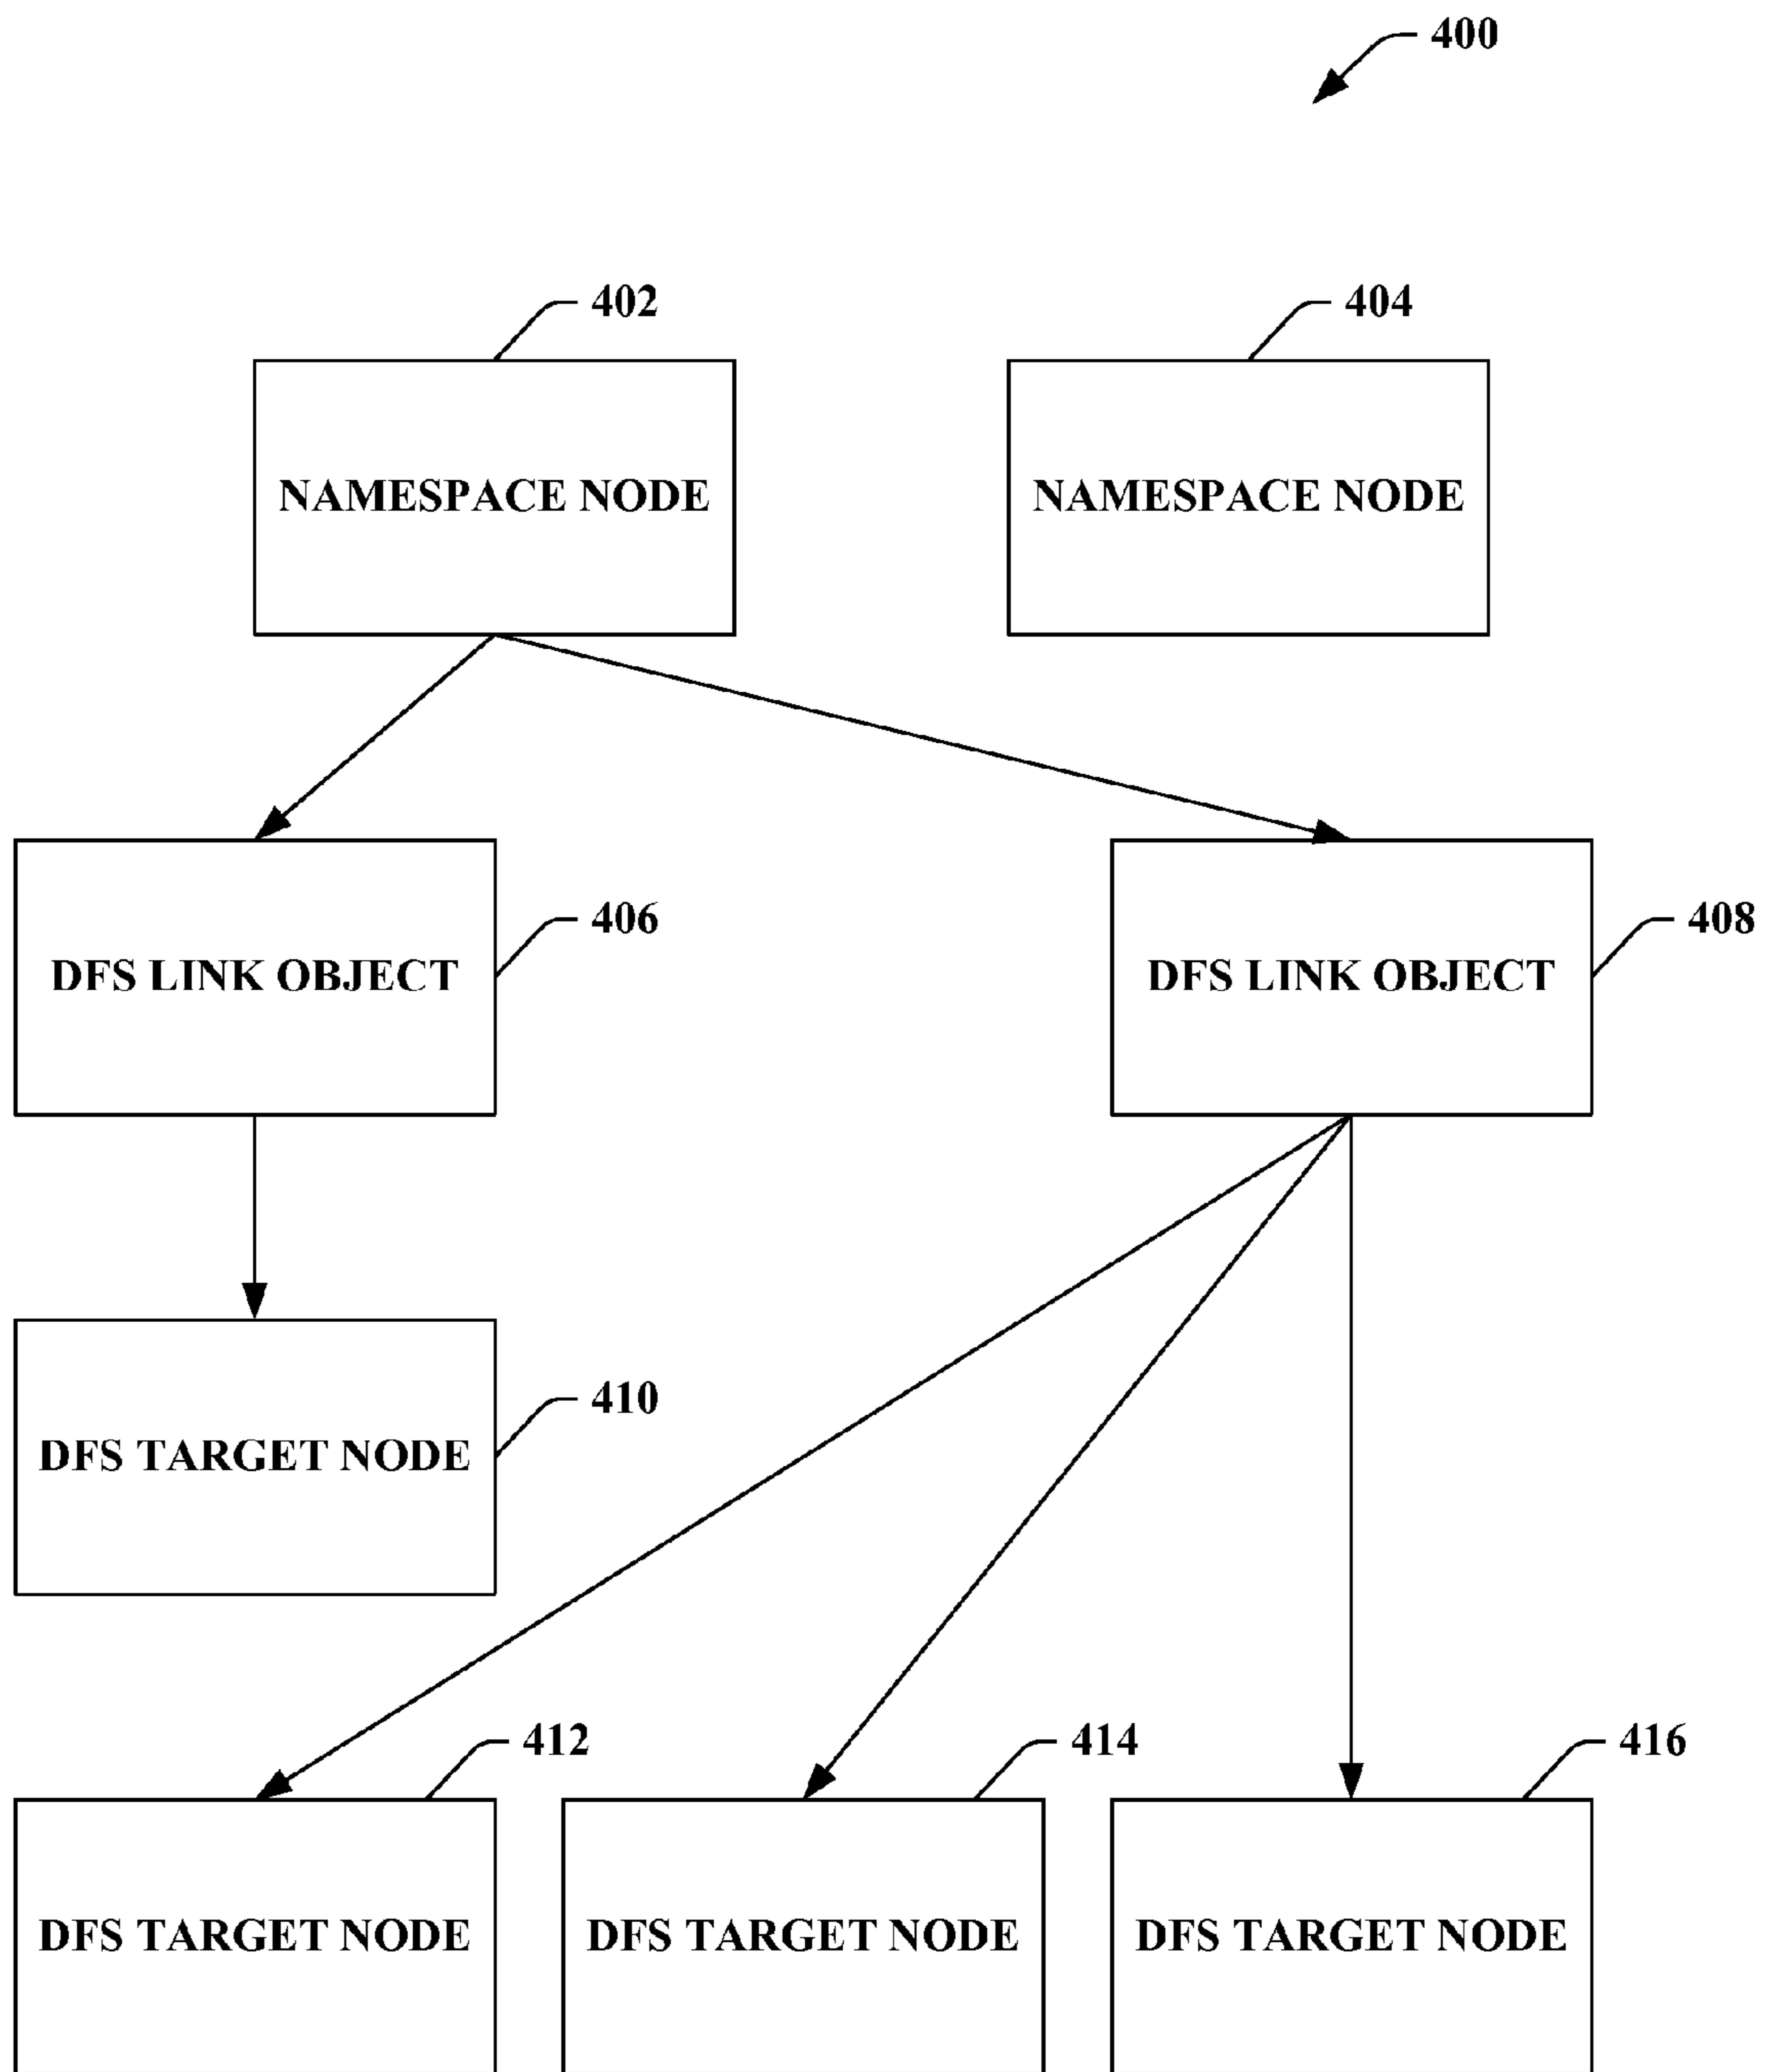 400
402
404
NAMESPACE NODE
NAMESPACE NODE
406
408
DFS LINK OBJECT
DFS LINK OBJECT
410
DFS TARGET NODE
412
414
416
DFS TARGET NODE
DFS TARGET NODE
DFS TARGET NODE